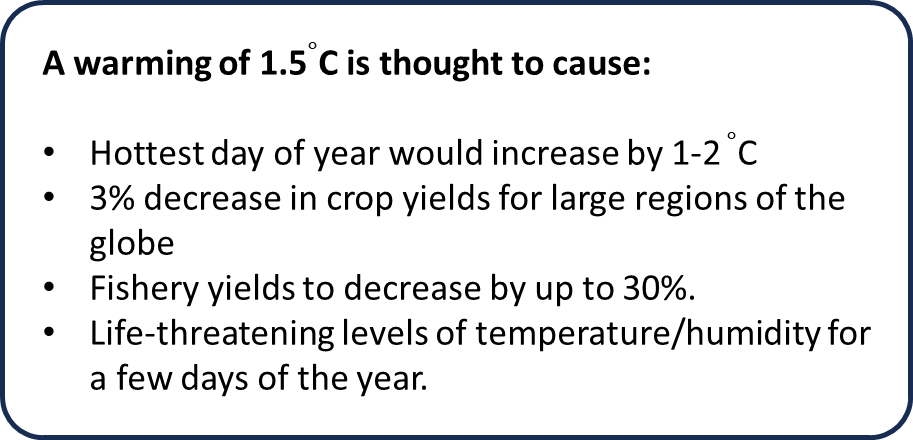 A warming of 1.5°C is thought to cause:
• Hottest day of year would increase by 1-2 °C
• 3% decrease in crop yields for large regions of the
globe
• Fishery yields to decrease by up to 30%.
• Life-threatening levels of temperature/humidity for
a few days of the year.